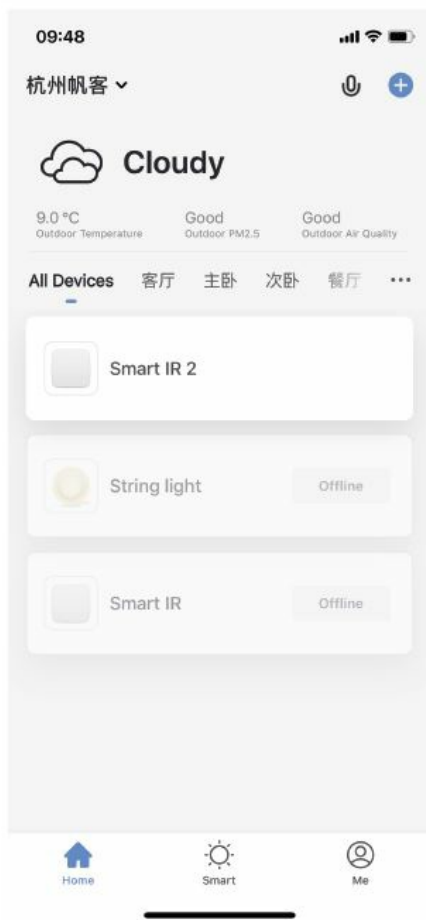 09:48
杭州帆客
Cloudy
9.0 °C Good Good
Outdoor Temperature Outdoor PM2.5 Outdoor Air Quality
All Devices 客厅 主卧 次卧 餐厅 •••
Smart IR 2
String light Offline
Smart IR Offline
Home Smart Me